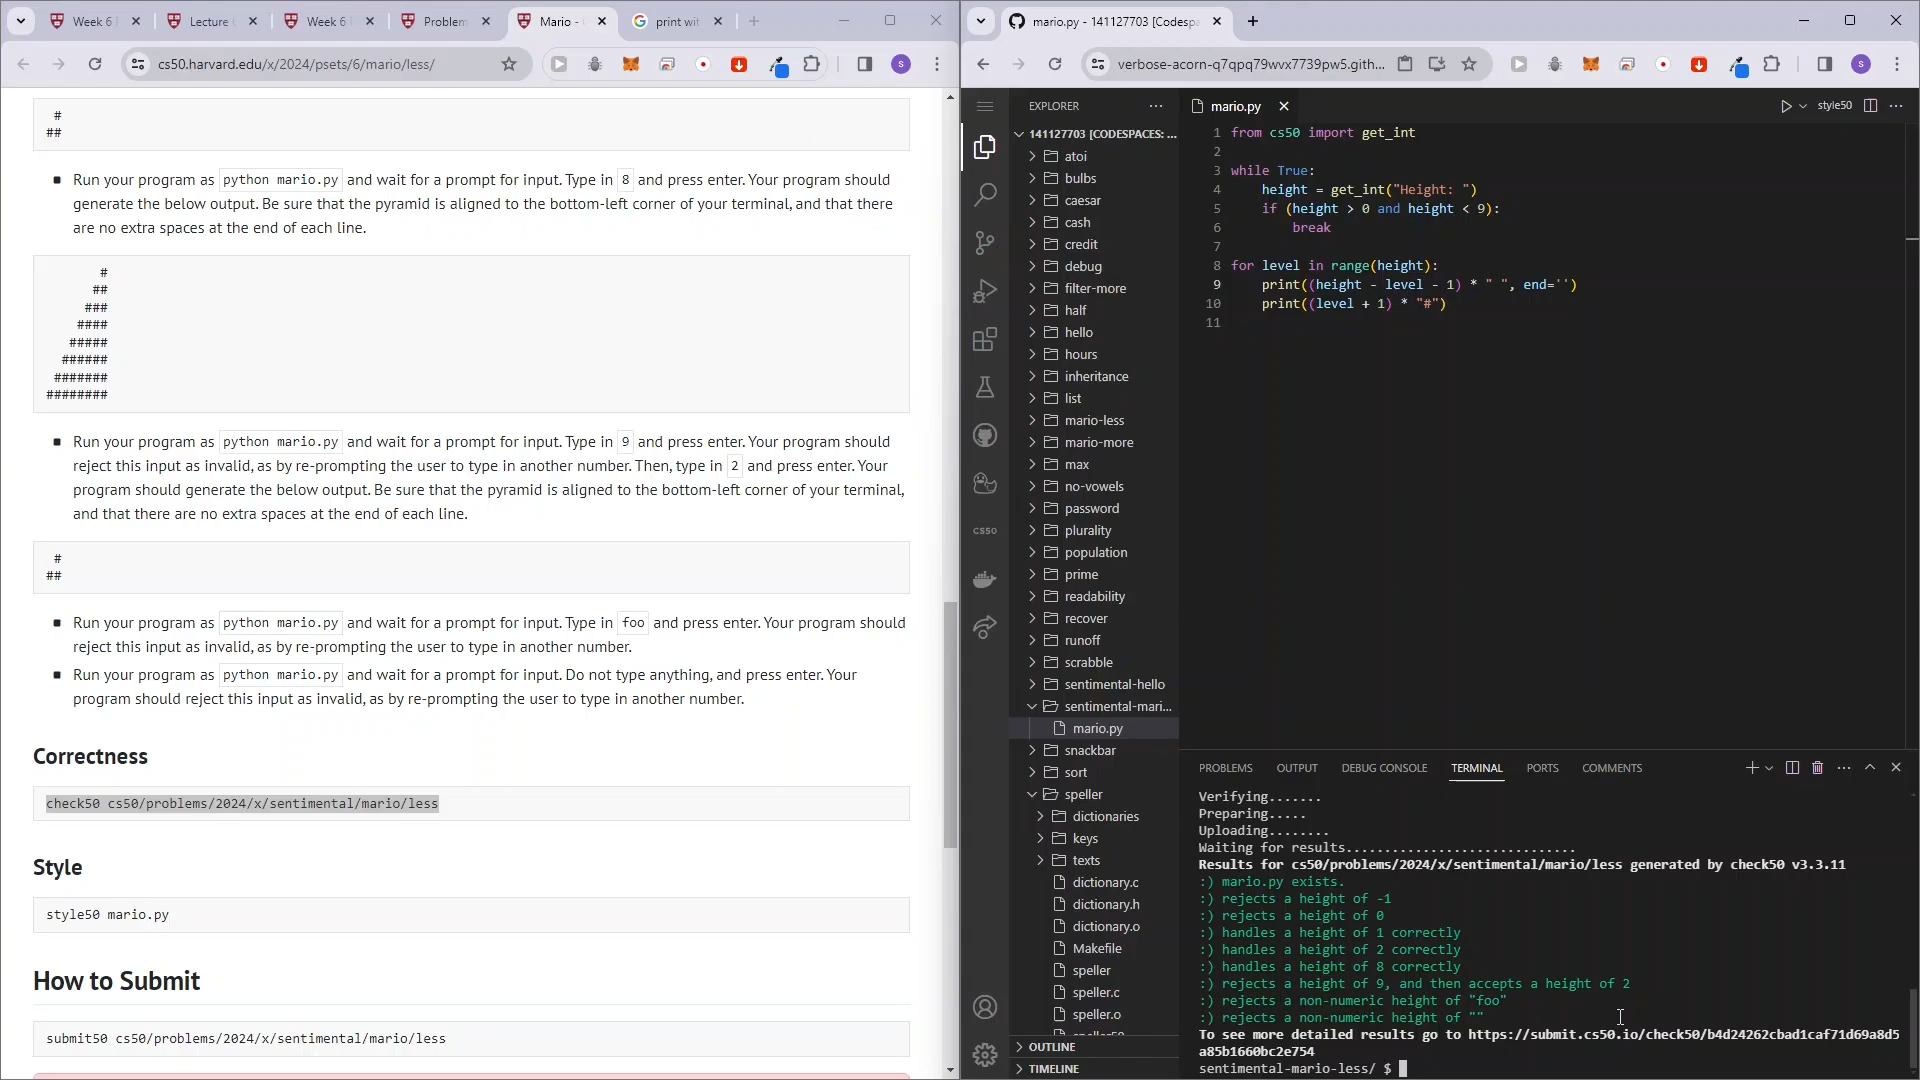 Week 6
Lecture
Week 6
Problem
Mario -
print wit
cs50.harvard.edu/x/2024/psets/6/mario/less/
S
#
##
Run your program as python mario.py and wait for a prompt for input. Type in 8 and press enter. Your program should
generate the below output. Be sure that the pyramid is aligned to the bottom-left corner of your terminal, and that there
are no extra spaces at the end of each line.
#
##
###
####
#####
######
#######
########
Run your program as python mario.py and wait for a prompt for input. Type in 9 and press enter. Your program should
reject this input as invalid, as by re-prompting the user to type in another number. Then, type in 2 and press enter. Your
program should generate the below output. Be sure that the pyramid is aligned to the bottom-left corner of your terminal,
and that there are no extra spaces at the end of each line.
#
##
Run your program as python mario.py and wait for a prompt for input. Type in foo and press enter. Your program should
reject this input as invalid, as by re-prompting the user to type in another number.
Run your program as python mario.py and wait for a prompt for input. Do not type anything, and press enter. Your
program should reject this input as invalid, as by re-prompting the user to type in another number.
Correctness
check50 cs50/problems/2024/x/sentimental/mario/less
Style
style50 mario.py
How to Submit
submit50 cs50/problems/2024/x/sentimental/mario/less
mario.py - 141127703 [Codesp
verbose-acorn-q7qpq79wvx7739pw5.gith...
S
EXPLORER ...
141127703 [CODESPACES: ...
atoi
bulbs
caesar
cash
credit
debug
filter-more
half
hello
hours
inheritance
list
mario-less
mario-more
max
no-vowels
password
plurality
population
prime
readability
recover
runoff
scrabble
sentimental-hello
sentimental-mari...
mario.py
snackbar
sort
speller
dictionaries
keys
texts
dictionary.c
dictionary.h
dictionary.o
Makefile
speller
speller.c
speller.o
speller50
OUTLINE
TIMELINE
CS50
mario.py
style50
1 from cs50 import get_int
2
3 while True:
4 height = get_int("Height: ")
5 if (height > 0 and height < 9):
6 break
7
8 for level in range(height):
9 print((height - level - 1) * " ", end='')
10 print((level + 1) * "#")
11
PROBLEMS OUTPUT DEBUG CONSOLE TERMINAL PORTS COMMENTS
Verifying.......
Preparing.....
Uploading........
Waiting for results..............................
Results for cs50/problems/2024/x/sentimental/mario/less generated by check50 v3.3.11
:) mario.py exists.
:) rejects a height of -1
:) rejects a height of 0
:) handles a height of 1 correctly
:) handles a height of 2 correctly
:) handles a height of 8 correctly
:) rejects a height of 9, and then accepts a height of 2
:) rejects a non-numeric height of "foo"
:) rejects a non-numeric height of ""
To see more detailed results go to https://submit.cs50.io/check50/b4d24262cbad1caf71d69a8d5
a85b1660bc2e754
sentimental-mario-less/ $